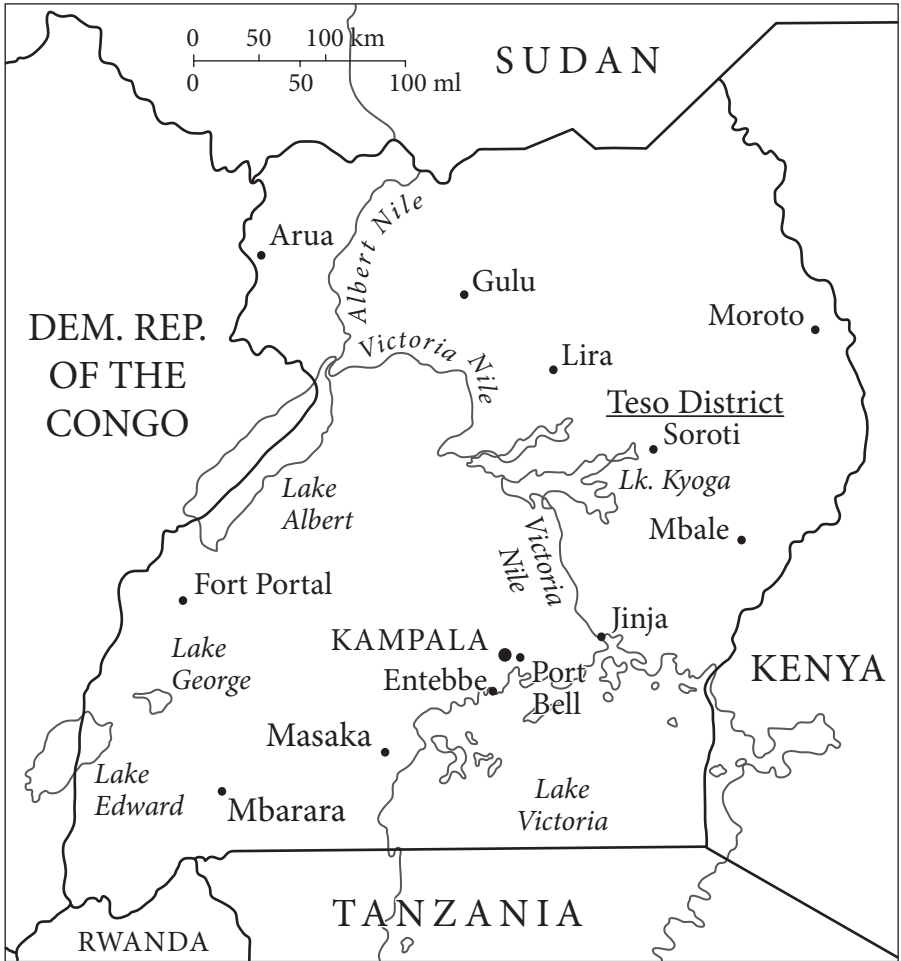 0 50 100 km
0 50 100 ml
SUDAN
Albert Nile
Arua
Gulu
Moroto
DEM. REP.
OF THE
CONGO
Victoria Nile
Lira
Teso District
Soroti
Lk. Kyoga
Lake
Albert
Mbale
Victoria
Nile
Fort Portal
Jinja
KAMPALA
Lake
George
KENYA
Entebbe
Port
Bell
Masaka
Lake
Edward
Mbarara
Lake
Victoria
TANZANIA
RWANDA